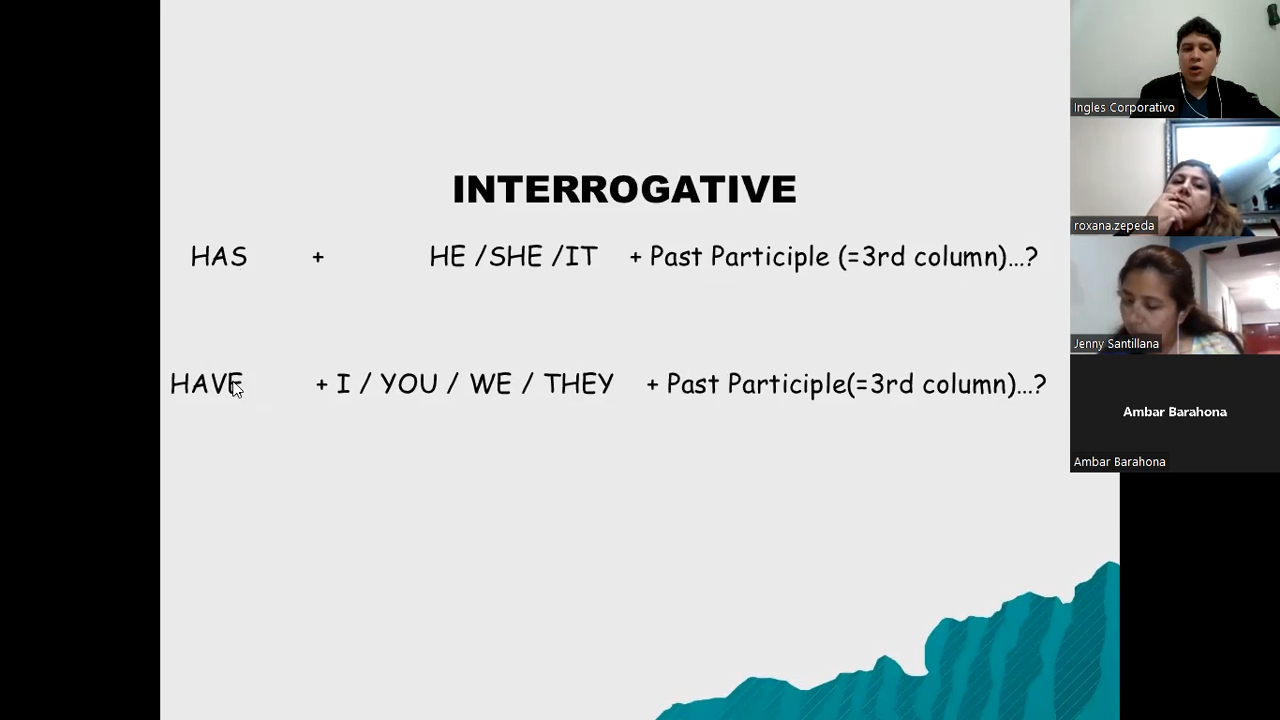 INTERROGATIVE
HAS + HE /SHE /IT + Past Participle (=3rd column)...?
HAVE + I / YOU / WE / THEY + Past Participle(=3rd column)...?
Ingles Corporativo
roxana.zepeda
Jenny Santillana
Ambar Barahona
Ambar Barahona